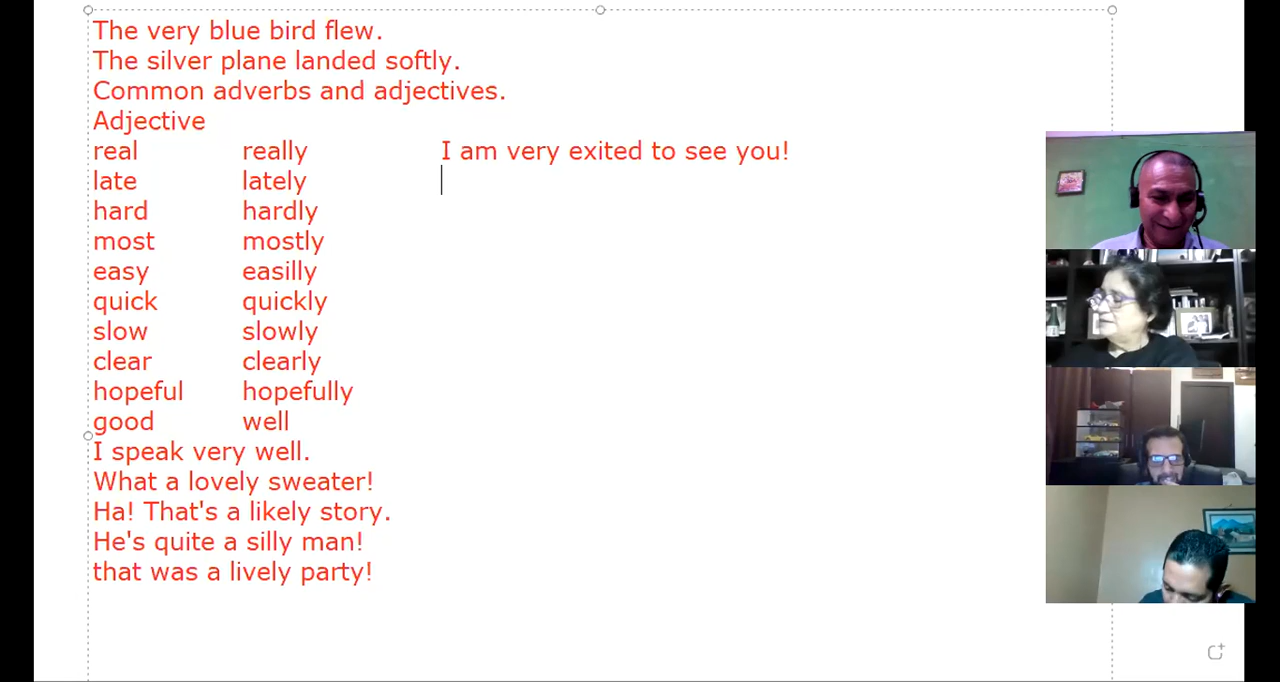 The very blue bird flew.
The silver plane landed softly.
Common adverbs and adjectives.
Adjective
real really I am very exited to see you!
late lately
hard hardly
most mostly
easy easilly
quick quickly
slow slowly
clear clearly
hopeful hopefully
good well
I speak very well.
What a lovely sweater!
Ha! That's a likely story.
He's quite a silly man!
that was a lively party!